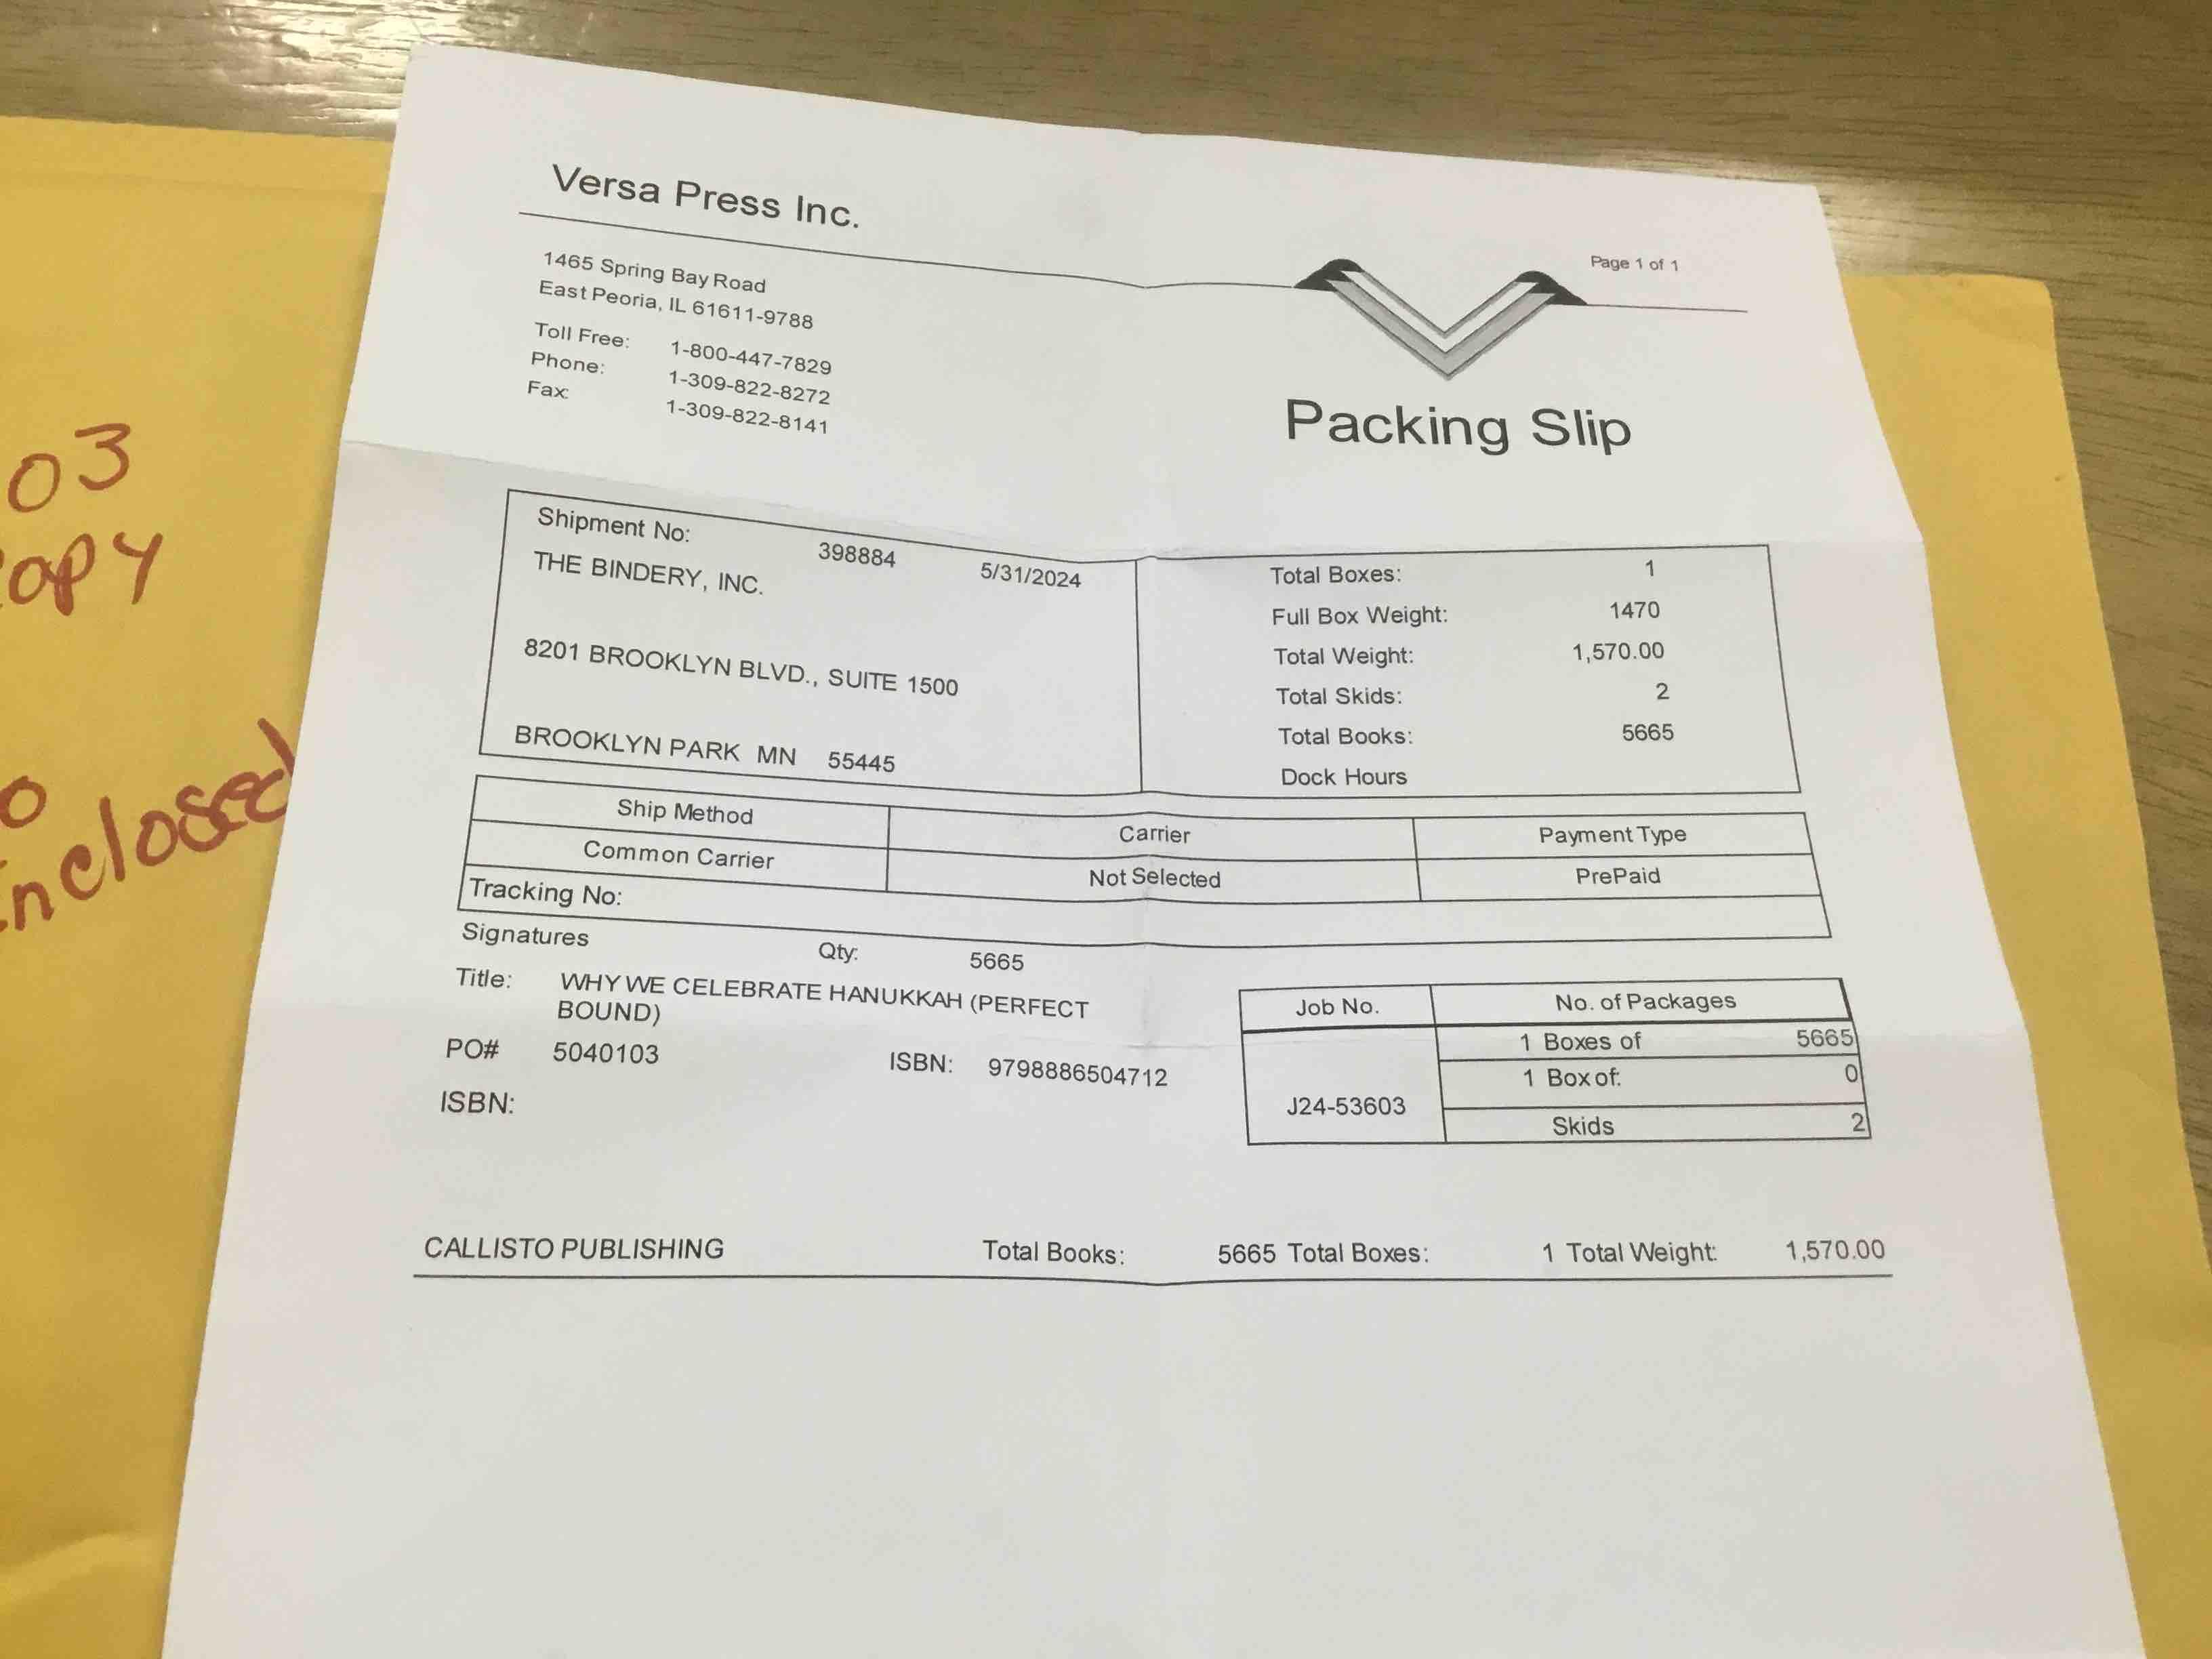 Versa Press Inc.
Page 1 of 1
1465 Spring Bay Road
East Peoria, IL 61611-9788
Toll Free: 1-800-447-7829
Phone: 1-309-822-8272
Fax: 1-309-822-8141
Packing Slip
Shipment No: 398884 5/31/2024
THE BINDERY, INC.
8201 BROOKLYN BLVD., SUITE 1500
BROOKLYN PARK MN 55445
Total Boxes: 1
Full Box Weight: 1470
Total Weight: 1,570.00
Total Skids: 2
Total Books: 5665
Dock Hours
Ship Method Carrier Payment Type
Common Carrier Not Selected PrePaid
Tracking No:
Signatures Qty: 5665
Title: WHY WE CELEBRATE HANUKKAH (PERFECT
BOUND)
PO# 5040103 ISBN: 9798886504712
ISBN:
Job No. No. of Packages
1 Boxes of 5665
1 Box of: 0
J24-53603
Skids 2
CALLISTO PUBLISHING Total Books: 5665 Total Boxes: 1 Total Weight: 1,570.00
03
opy
o
nclosed